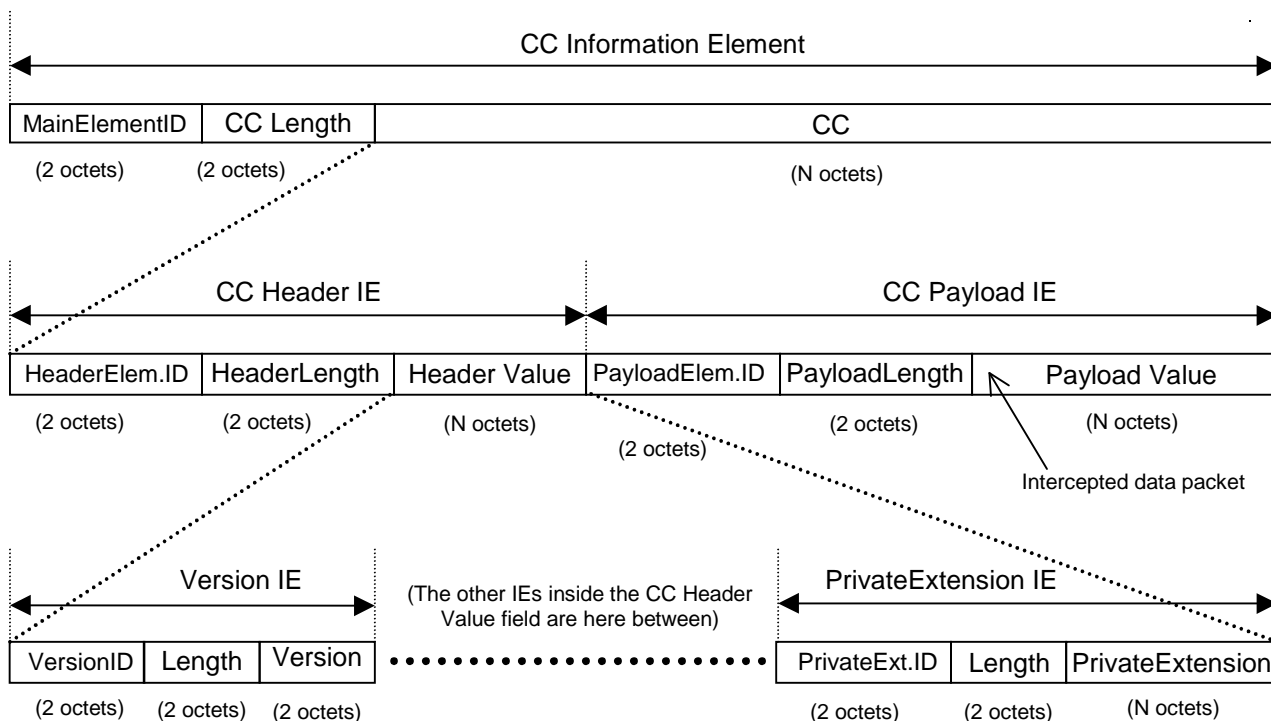 CC Information Element
MainElementID CC Length CC
(2 octets) (2 octets) (N octets)
CC Header IE CC Payload IE
HeaderElem.ID HeaderLength Header Value PayloadElem.ID PayloadLength Payload Value
(2 octets) (2 octets) (N octets) (2 octets) (2 octets) (N octets)
Intercepted data packet
Version IE (The other IEs inside the CC Header PrivateExtension IE
Value field are here between)
VersionID Length Version PrivateExt.ID Length PrivateExtension
(2 octets) (2 octets) (2 octets) (2 octets) (2 octets) (N octets)